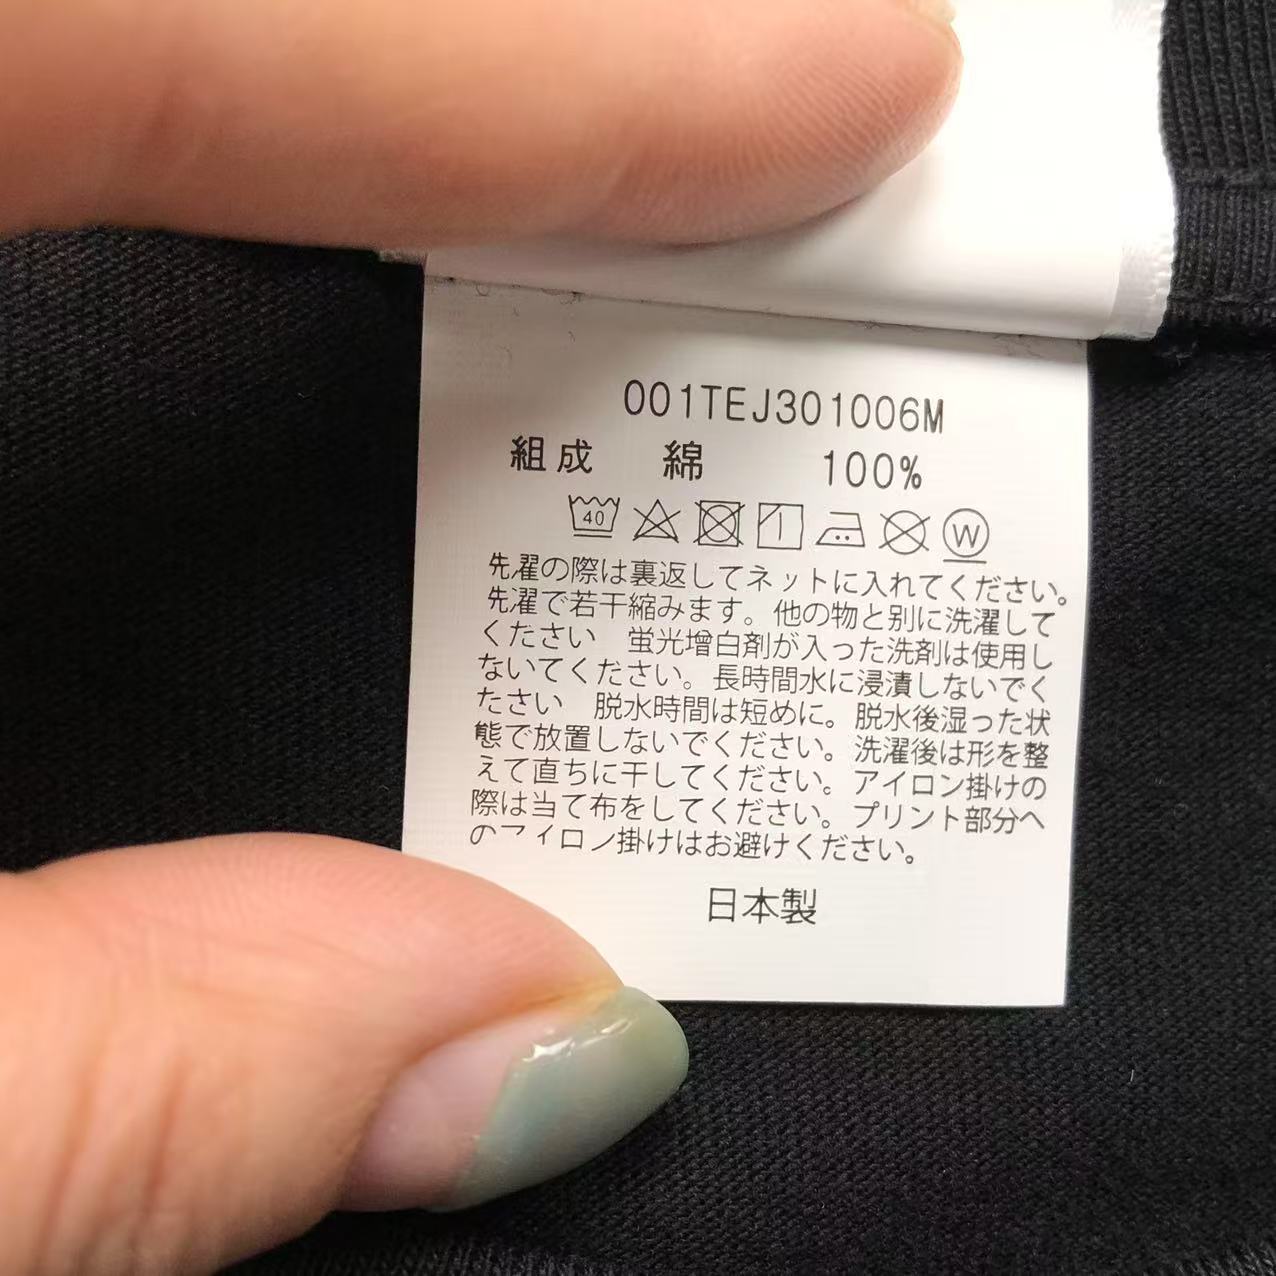 001TEJ301006M
組成 綿 100%
40 W
先濯の際は裏返してネットに入れてください。
先濯で若干縮みます。他の物と別に洗濯して
ください 蛍光増白剤が入った洗剤は使用し
ないてください。長時間水に浸漬しないでく
たさい 脱水時間は短めに。脱水後湿った状
態で放置しないでください。洗濯後は形を整
えて直ちに干してください。アイロン掛けの
際は当て布をしてください。プリント部分へ
のアイロン掛けはお避けください。
日本製